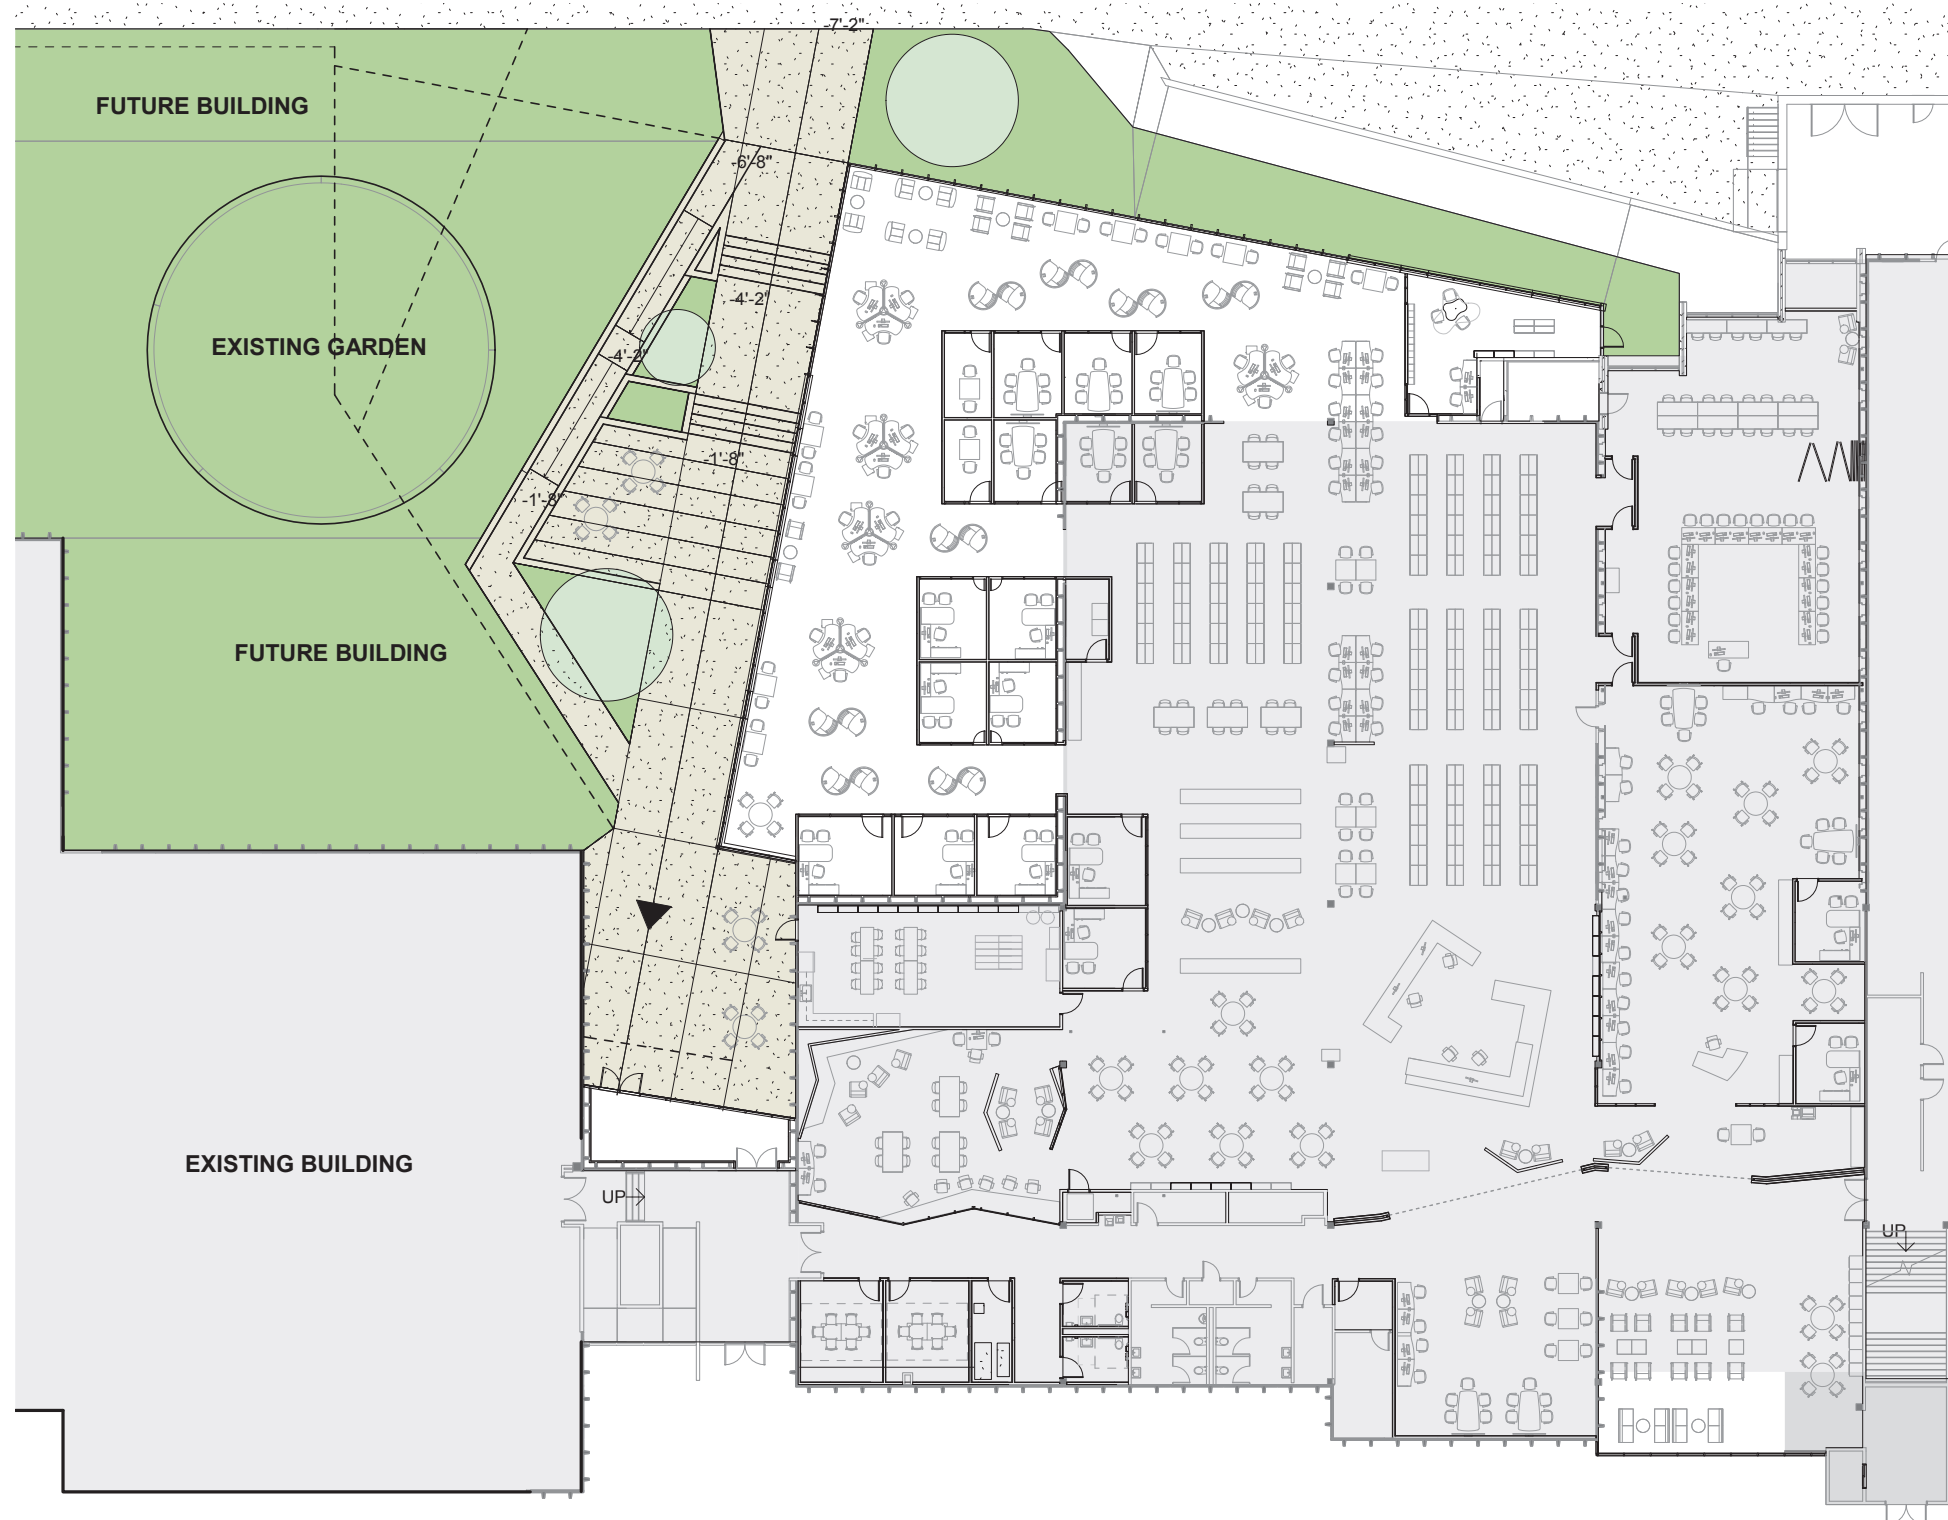 -7'-2"
FUTURE BUILDING
-6'-8"
-4'-2"
EXISTING GARDEN
-4'-2"
-1'-8"
-1'-8"
FUTURE BUILDING
EXISTING BUILDING
UP
UP